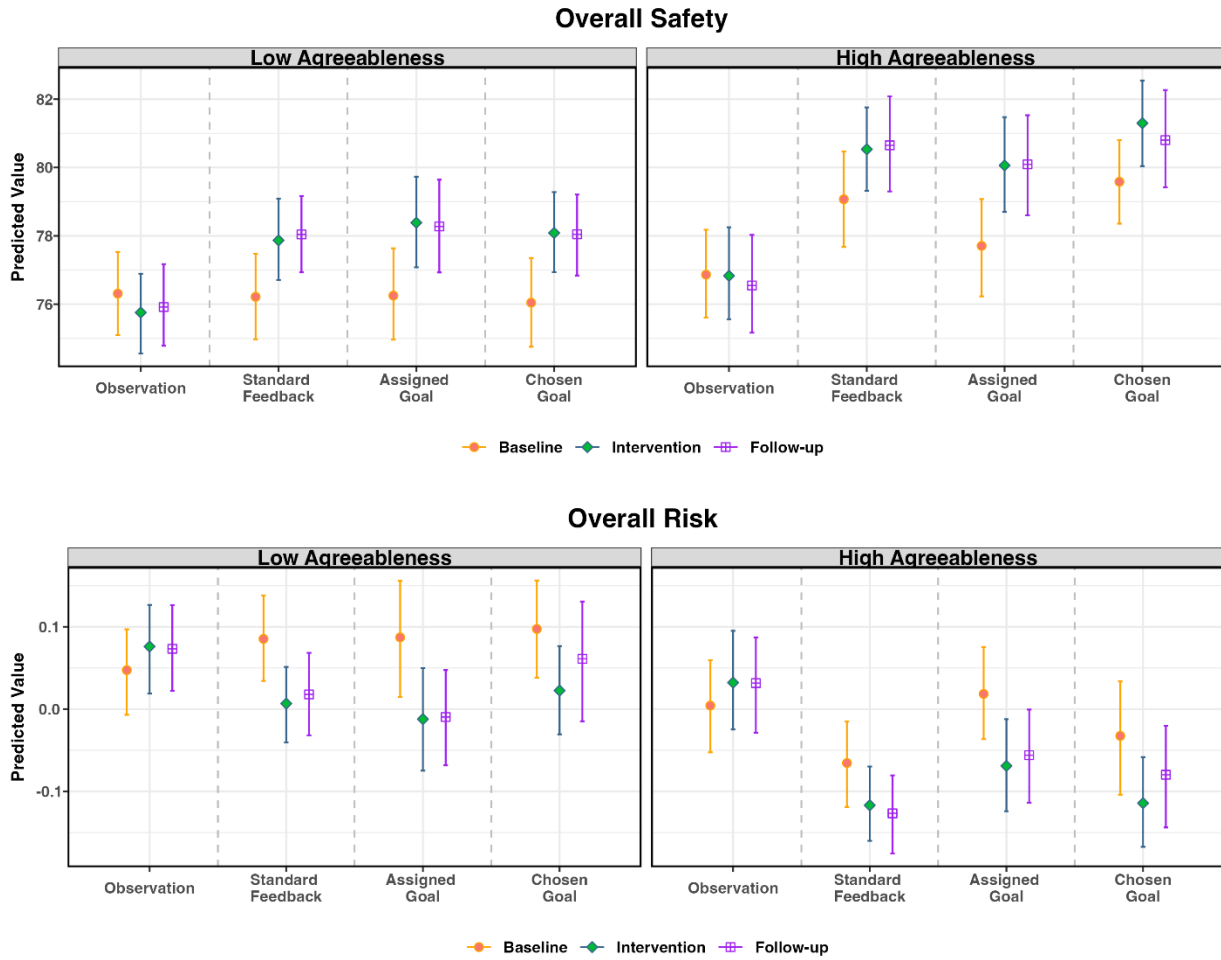 Overall Safety
Low Agreeableness
High Agreeableness
Predicted Value
82
80
78
76
Observation
Standard
Feedback
Assigned
Goal
Chosen
Goal
Observation
Standard
Feedback
Assigned
Goal
Chosen
Goal
Baseline Intervention Follow-up
Overall Risk
Low Agreeableness
High Agreeableness
Predicted Value
0.1
0.0
-0.1
Observation
Standard
Feedback
Assigned
Goal
Chosen
Goal
Observation
Standard
Feedback
Assigned
Goal
Chosen
Goal
Baseline Intervention Follow-up